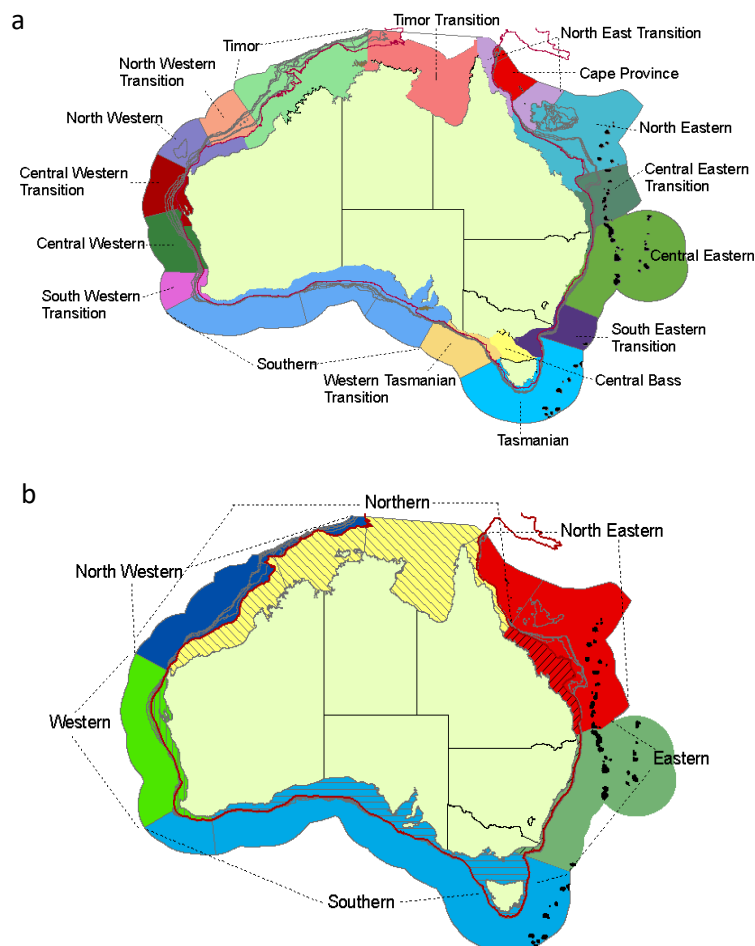 a
Timor Transition
Timor
North East Transition
North Western
Transition
Cape Province
North Western
North Eastern
Central Western
Transition
Central Eastern
Transition
Central Western
Central Eastern
South Western
Transition
South Eastern
Transition
Southern
Western Tasmanian
Transition
Central Bass
Tasmanian
b
Northern
North Eastern
North Western
Western
Eastern
Southern